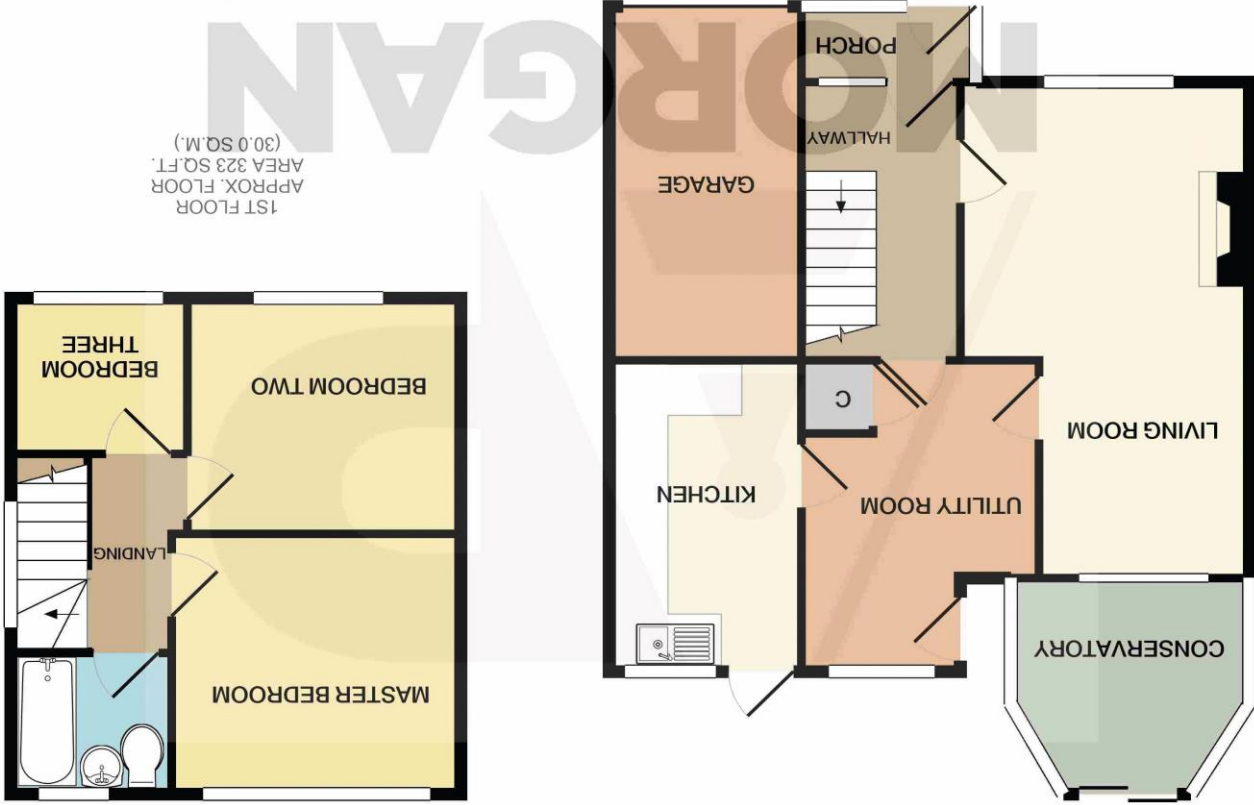 CONSERVATORY
UTILITY ROOM
KITCHEN
LIVING ROOM
C
GARAGE
HALLWAY
PORCH
MASTER BEDROOM
LANDING
BEDROOM TWO
BEDROOM
THREE
1ST FLOOR
APPROX. FLOOR
AREA 323 SQ.FT.
(30.0 SQ.M.)
MORGAN